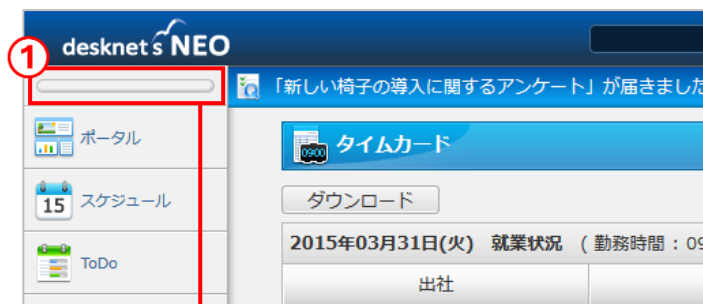 desknet's NEO
1
「新しい椅子の導入に関するアンケート」が届きました
ポータル
0900
タイムカード
15
スケジュール
ダウンロード
2015年03月31日(火) 就業状況 ( 勤務時間 : 09
ToDo
出社